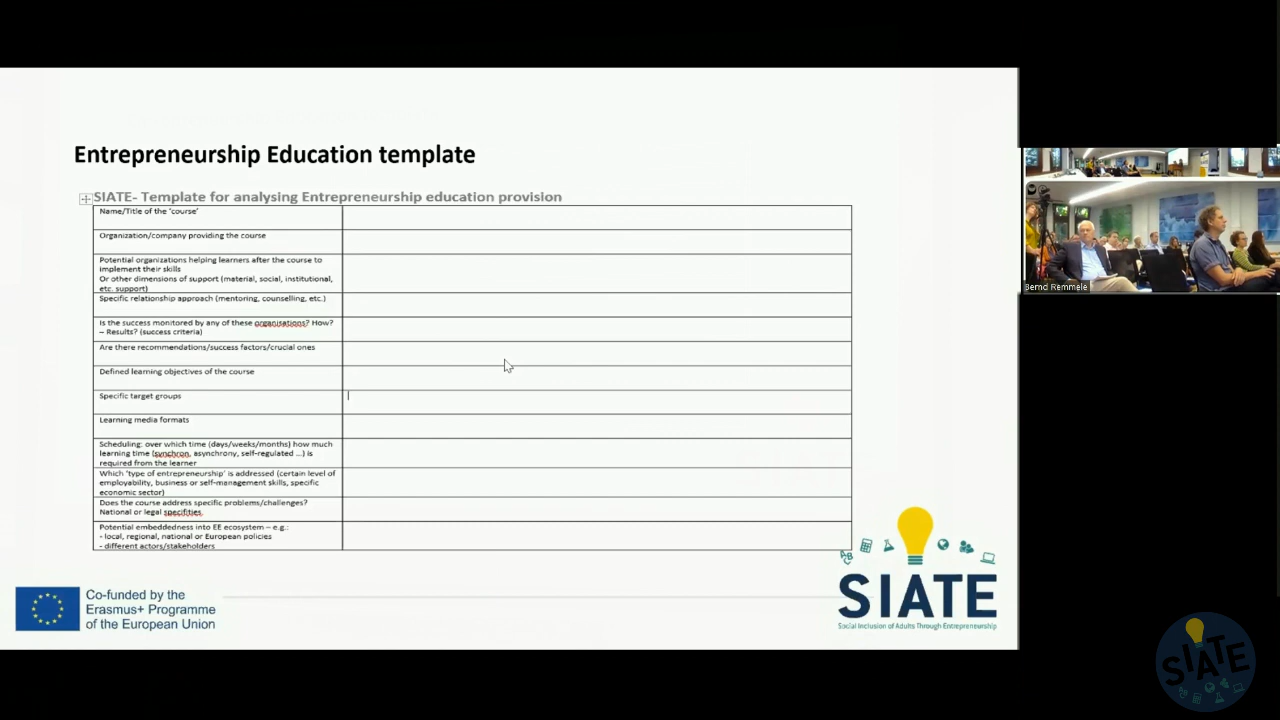 Entrepreneurship Education template
SIATE- Template for analysing Entrepreneurship education provision
Name/Title of the 'course'
Organization/company providing the course
Potential organizations helping learners after the course to
implement their skills
Or other dimensions of support (material, social, institutional,
etc. support)
Specific relationship approach (mentoring, counselling, etc.)
Is the success monitored by any of these organisations? How?
– Results? (success criteria)
Are there recommendations/success factors/crucial ones
Defined learning objectives of the course
Specific target groups
Learning media formats
Scheduling: over which time (days/weeks/months) how much
learning time (synchron, asynchrony, self-regulated ...) is
required from the learner
Which 'type of entrepreneurship' is addressed (certain level of
employability, business or self-management skills, specific
economic sector)
Does the course address specific problems/challenges?
National or legal specifities
Potential embeddedness into EE ecosystem – e.g.:
- local, regional, national or European policies
- different actors/stakeholders
Co-funded by the
Erasmus+ Programme
of the European Union
ABC
SIATE
Social Inclusion of Adults Through Entrepreneurship
Bernd Remmele
SIATE